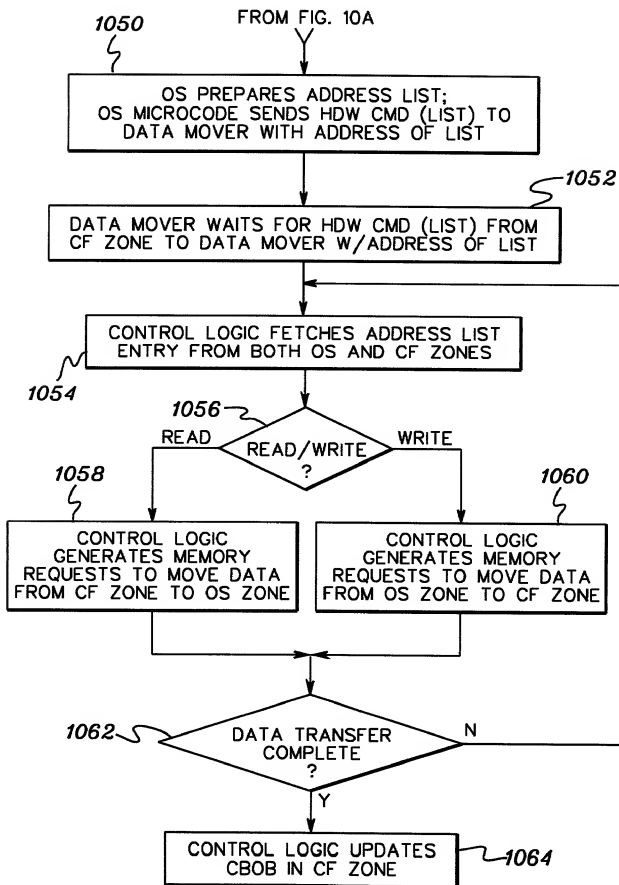 FROM FIG. 10A
Y
1050
OS PREPARES ADDRESS LIST;
OS MICROCODE SENDS HDW CMD (LIST) TO
DATA MOVER WITH ADDRESS OF LIST
1052
DATA MOVER WAITS FOR HDW CMD (LIST) FROM
CF ZONE TO DATA MOVER W/ADDRESS OF LIST
CONTROL LOGIC FETCHES ADDRESS LIST
ENTRY FROM BOTH OS AND CF ZONES
1054
1056
READ
READ/WRITE
?
WRITE
1058
CONTROL LOGIC
GENERATES MEMORY
REQUESTS TO MOVE DATA
FROM CF ZONE TO OS ZONE
1060
CONTROL LOGIC
GENERATES MEMORY
REQUESTS TO MOVE DATA
FROM OS ZONE TO CF ZONE
1062
DATA TRANSFER
COMPLETE
?
N
Y
CONTROL LOGIC UPDATES
CBOB IN CF ZONE
1064